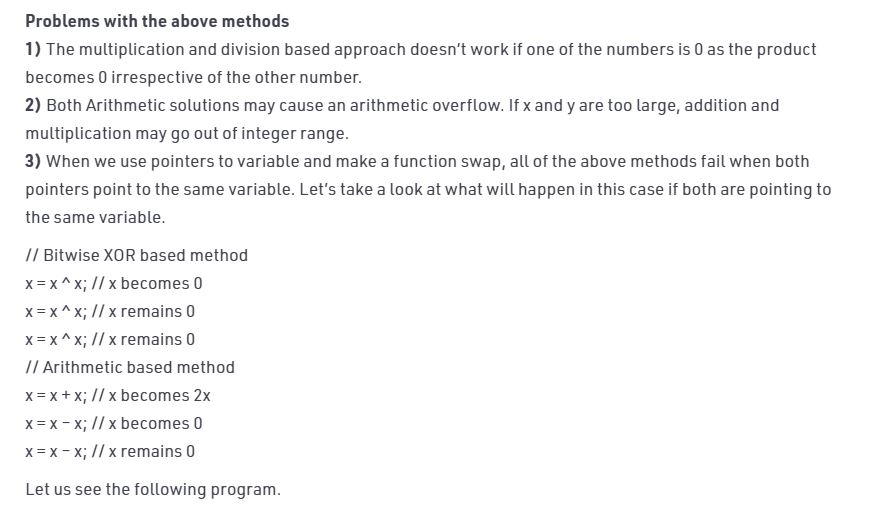 Problems with the above methods
1) The multiplication and division based approach doesn't work if one of the numbers is 0 as the product
becomes 0 irrespective of the other number.
2) Both Arithmetic solutions may cause an arithmetic overflow. If x and y are too large, addition and
multiplication may go out of integer range.
3) When we use pointers to variable and make a function swap, all of the above methods fail when both
pointers point to the same variable. Let's take a look at what will happen in this case if both are pointing to
the same variable.
// Bitwise XOR based method
x = x ^ x; // x becomes 0
x = x ^ x; // x remains 0
x = x ^ x; // x remains 0
// Arithmetic based method
x = x + x; // x becomes 2x
x = x – x; // x becomes 0
x = x – x; // x remains 0
Let us see the following program.